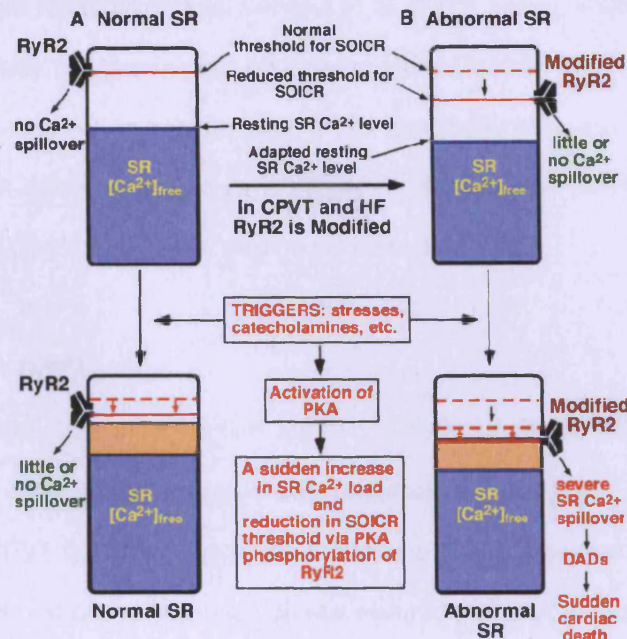 A Normal SR
B Abnormal SR
RyR2
no Ca2+
spillover
SR
[Ca2+]free
Normal
threshold for SOICR
Reduced threshold for
SOICR
Resting SR Ca2+ level
Adapted resting
SR Ca2+ level
In CPVT and HF
RyR2 is Modified
Modified
RyR2
little or
no Ca2+
spillover
SR
[Ca2+]free
TRIGGERS: stresses,
catecholamines, etc.
Activation of
PKA
A sudden increase
in SR Ca2+ load
and
reduction in SOICR
threshold via PKA
phosphorylation of
RyR2
RyR2
little or
no Ca2+
spillover
SR
[Ca2+]free
Normal SR
Modified
RyR2
SR
[Ca2+]free
severe
SR Ca2+
spillover
DADs
Sudden
cardiac
death
Abnormal
SR